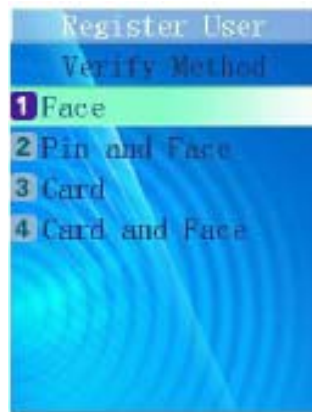 Register User
Verify Method
1 Face
2 Pin and Face
3 Card
4 Card and Face